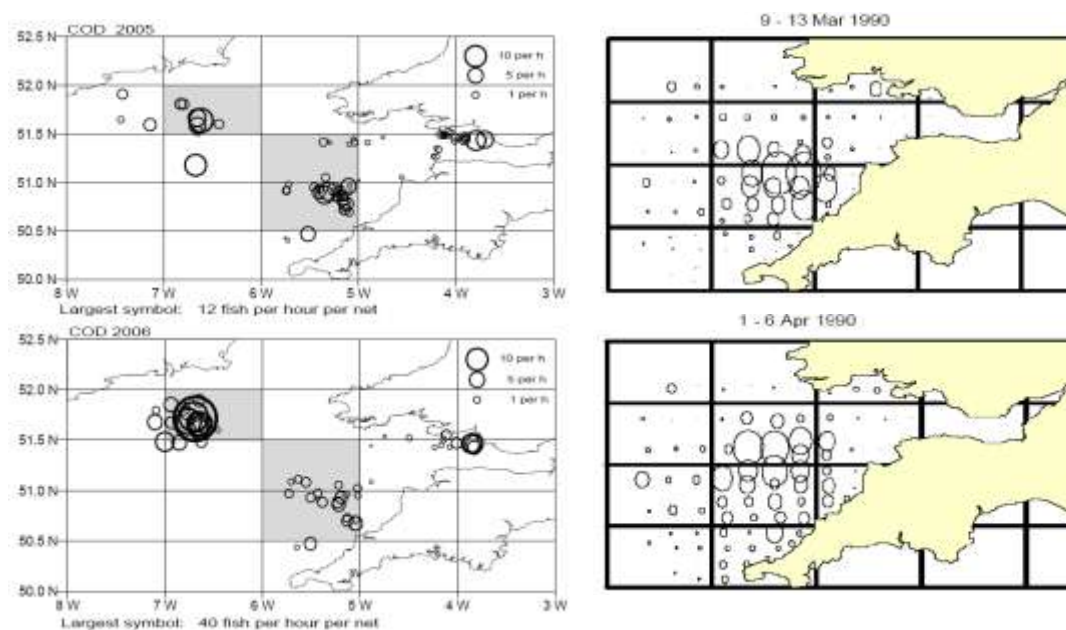 COD 2005
52.5 N
52.0 N
51.5 N
51.0 N
50.5 N
50.0 N
8 W 7 W 6 W 5 W 4 W 3 W
10 per h
5 per h
1 per h
Largest symbol: 12 fish per hour per net
COD 2006
52.5 N
52.0 N
51.5 N
51.0 N
50.5 N
50.0 N
8 W 7 W 6 W 5 W 4 W 3 W
10 per h
5 per h
1 per h
Largest symbol: 40 fish per hour per net
9 - 13 Mar 1990
1 - 6 Apr 1990